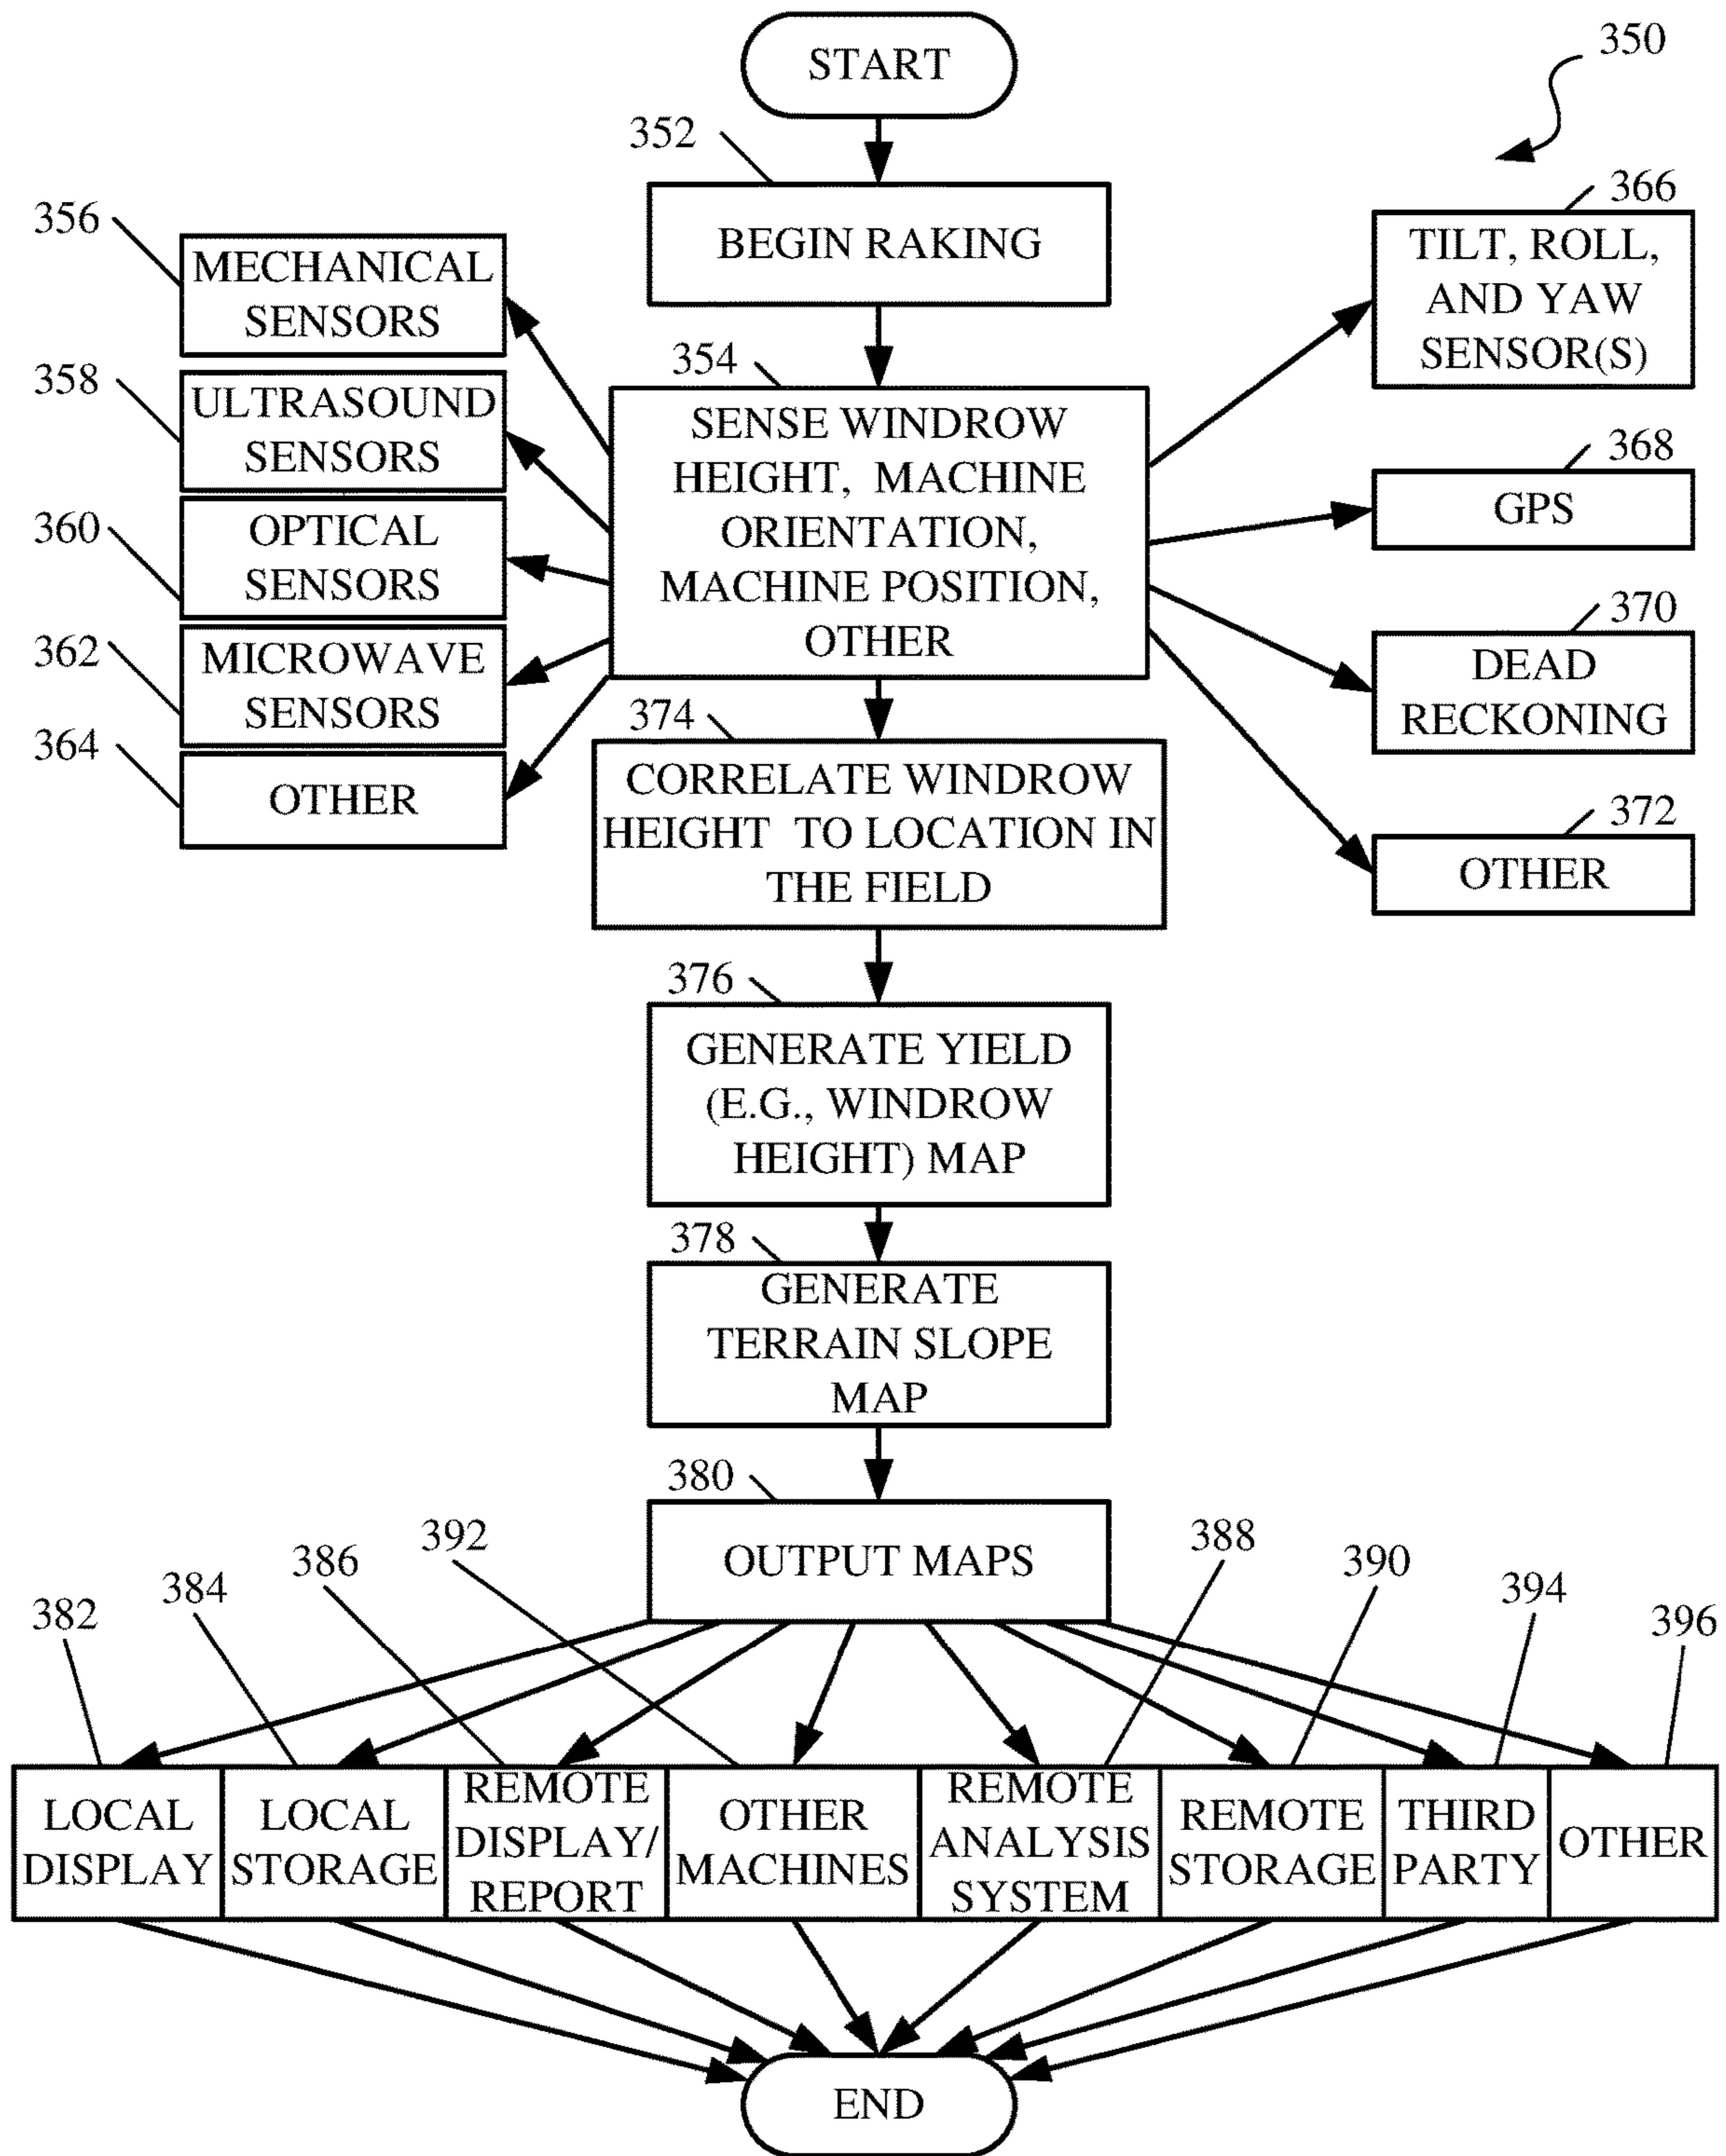 START
350
352
BEGIN RAKING
356
MECHANICAL
SENSORS
358
ULTRASOUND
SENSORS
360
OPTICAL
SENSORS
362
MICROWAVE
SENSORS
364
OTHER
354
SENSE WINDROW
HEIGHT, MACHINE
ORIENTATION,
MACHINE POSITION,
OTHER
366
TILT, ROLL,
AND YAW
SENSOR(S)
368
GPS
370
DEAD
RECKONING
372
OTHER
374
CORRELATE WINDROW
HEIGHT TO LOCATION IN
THE FIELD
376
GENERATE YIELD
(E.G., WINDROW
HEIGHT) MAP
378
GENERATE
TERRAIN SLOPE
MAP
380
OUTPUT MAPS
382
LOCAL
DISPLAY
384
LOCAL
STORAGE
386
REMOTE
DISPLAY/
REPORT
392
OTHER
MACHINES
388
REMOTE
ANALYSIS
SYSTEM
390
REMOTE
STORAGE
394
THIRD
PARTY
396
OTHER
END